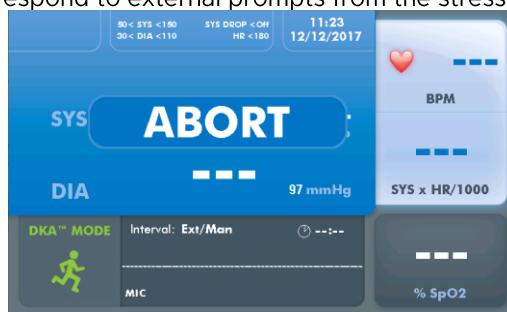 espond to external prompts from the stress
50< SYS <150 SYS DROP <Off 11:23
30< DIA <110 HR <180 12/12/2017
SYS
ABORT
---
BPM
---
DIA
---
97 mmHg
SYS x HR/1000
DKA™ MODE
Interval: Ext/Man
--:--
MIC
---
% SpO2